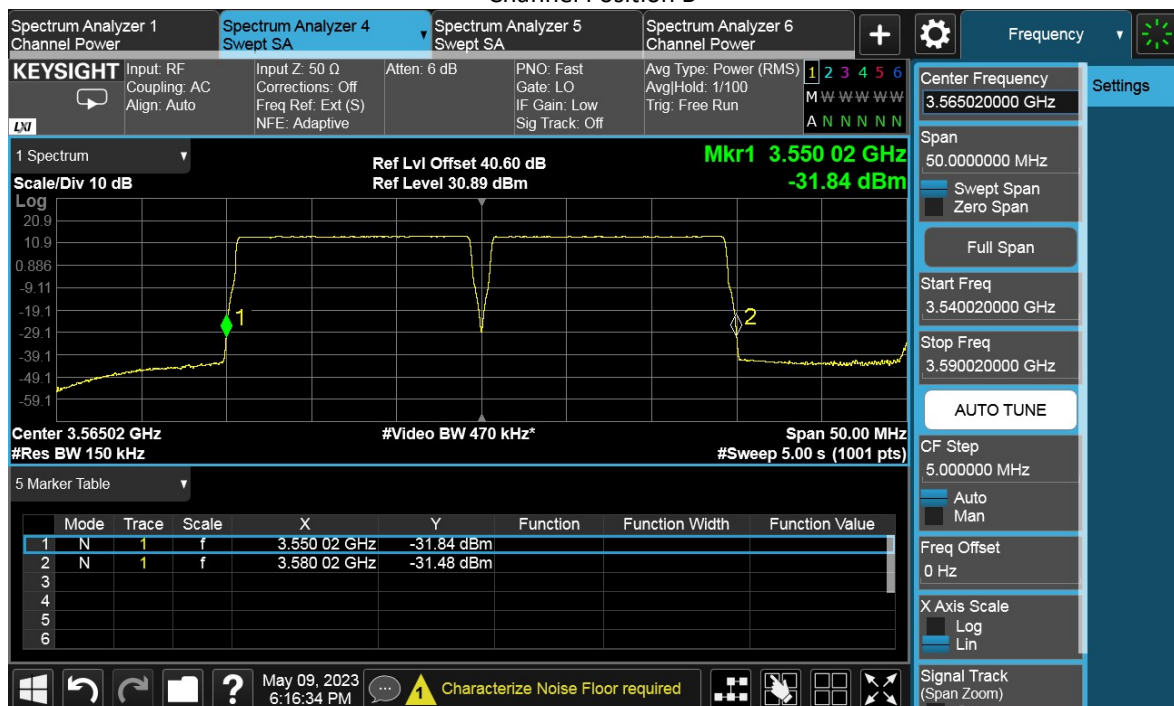 Spectrum Analyzer 1
Channel Power
Spectrum Analyzer 4
Swept SA
Spectrum Analyzer 5
Swept SA
Spectrum Analyzer 6
Channel Power
+
Frequency
KEYSIGHT
LXI
Input: RF
Coupling: AC
Align: Auto
Input Z: 50 Ω
Corrections: Off
Freq Ref: Ext (S)
NFE: Adaptive
Atten: 6 dB
PNO: Fast
Gate: LO
IF Gain: Low
Sig Track: Off
Avg Type: Power (RMS)
Avg|Hold: 1/100
Trig: Free Run
1 2 3 4 5 6
M W W W W W
A N N N N N
1 Spectrum
Scale/Div 10 dB
Log
Ref Lvl Offset 40.60 dB
Ref Level 30.89 dBm
Mkr1 3.550 02 GHz
-31.84 dBm
20.9
10.9
0.886
-9.11
-19.1
-29.1
-39.1
-49.1
-59.1
1
2
Center 3.56502 GHz
#Res BW 150 kHz
#Video BW 470 kHz*
Span 50.00 MHz
#Sweep 5.00 s (1001 pts)
5 Marker Table
Mode Trace Scale X Y Function Function Width Function Value
1 N 1 f 3.550 02 GHz -31.84 dBm
2 N 1 f 3.580 02 GHz -31.48 dBm
3
4
5
6
May 09, 2023
6:16:34 PM
?
1
Characterize Noise Floor required
Center Frequency
3.565020000 GHz
Settings
Span
50.0000000 MHz
Swept Span
Zero Span
Full Span
Start Freq
3.540020000 GHz
Stop Freq
3.590020000 GHz
AUTO TUNE
CF Step
5.000000 MHz
Auto
Man
Freq Offset
0 Hz
X Axis Scale
Log
Lin
Signal Track
(Span Zoom)